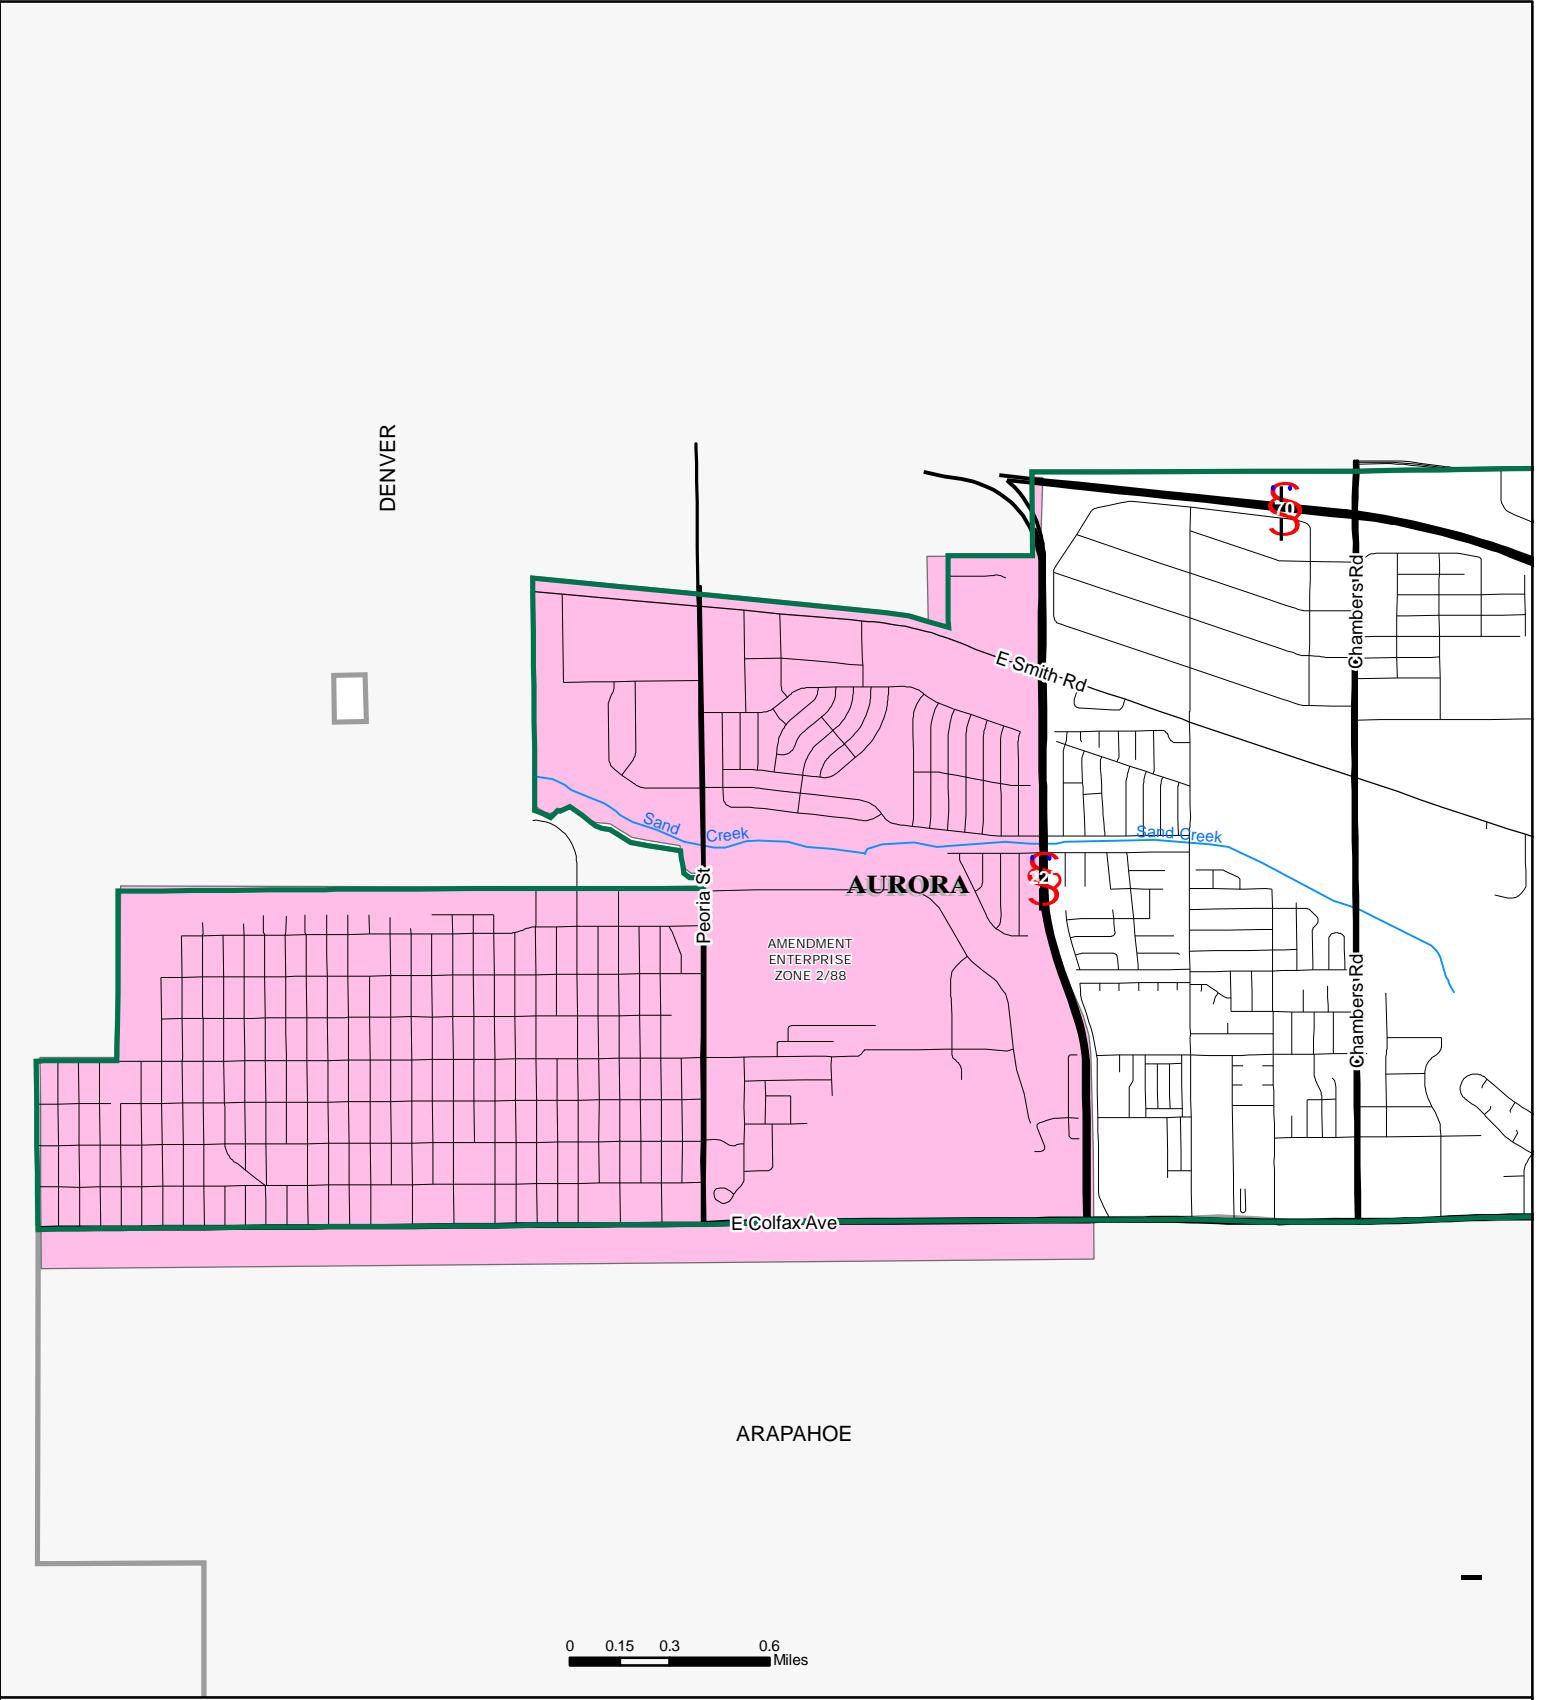 DENVER
70
Chambers Rd
E Smith Rd
Sand Creek
Sand Creek
AURORA
Peoria St
AMENDMENT
ENTERPRISE
ZONE 2/88
Chambers Rd
E Colfax Ave
ARAPAHOE
0 0.15 0.3 0.6
Miles